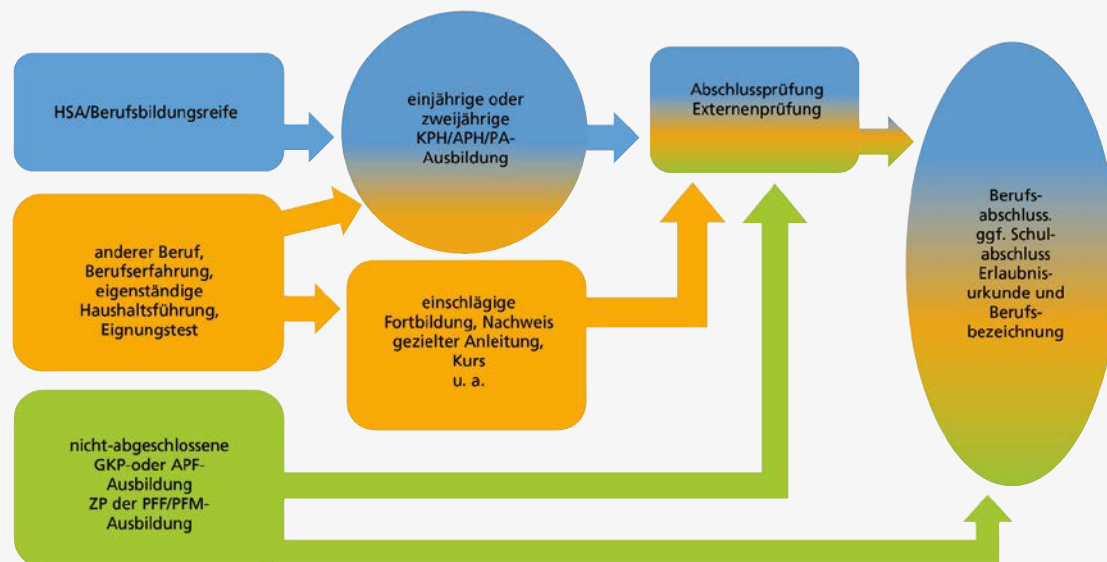 HSA/Berufsbildungsreife
einjährige oder
zweijährige
KPH/APH/PA-
Ausbildung
Abschlussprüfung
Externenprüfung
anderer Beruf,
Berufserfahrung,
eigenständige
Haushaltsführung,
Eignungstest
einschlägige
Fortbildung, Nachweis
gezielter Anleitung,
Kurs
u. a.
Berufs-
abschluss.
ggf. Schul-
abschluss
Erlaubnis-
urkunde und
Berufs-
bezeichnung
nicht-abgeschlossene
GKP-oder APF-
Ausbildung
ZP der PFF/PFM-
Ausbildung